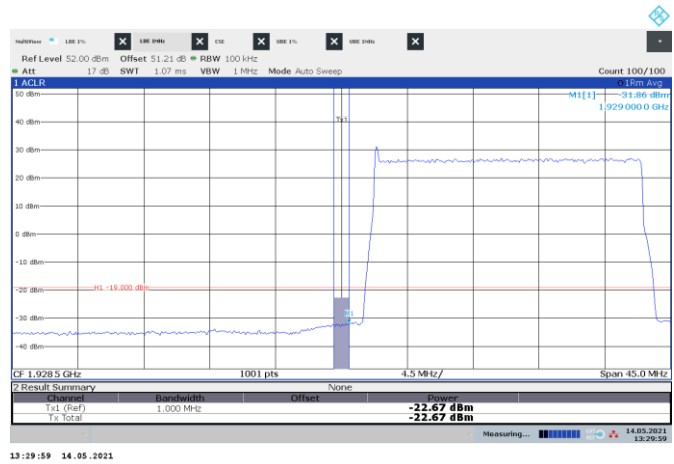 MultiView LBE 1% LBE 1MHz CSE UBE 1% UBE 1MHz
Ref Level 52.00 dBm Offset 51.21 dB RBW 100 kHz
Att 17 dB SWT 1.07 ms VBW 1 MHz Mode Auto Sweep Count 100/100
1 ACLR 1Rm Avg
50 dBm M1[1] -31.86 dBm
1.929 000 0 GHz
40 dBm
Tx1
30 dBm
20 dBm
10 dBm
0 dBm
-10 dBm
H1 -19.000 dBm
-20 dBm
-30 dBm
-40 dBm
CF 1.928 5 GHz 1001 pts 4.5 MHz/ Span 45.0 MHz
2 Result Summary None
Channel Bandwidth Offset Power
Tx1 (Ref) 1.000 MHz -22.67 dBm
Tx Total -22.67 dBm
Measuring... 14.05.2021
13:29:59
13:29:59 14.05.2021